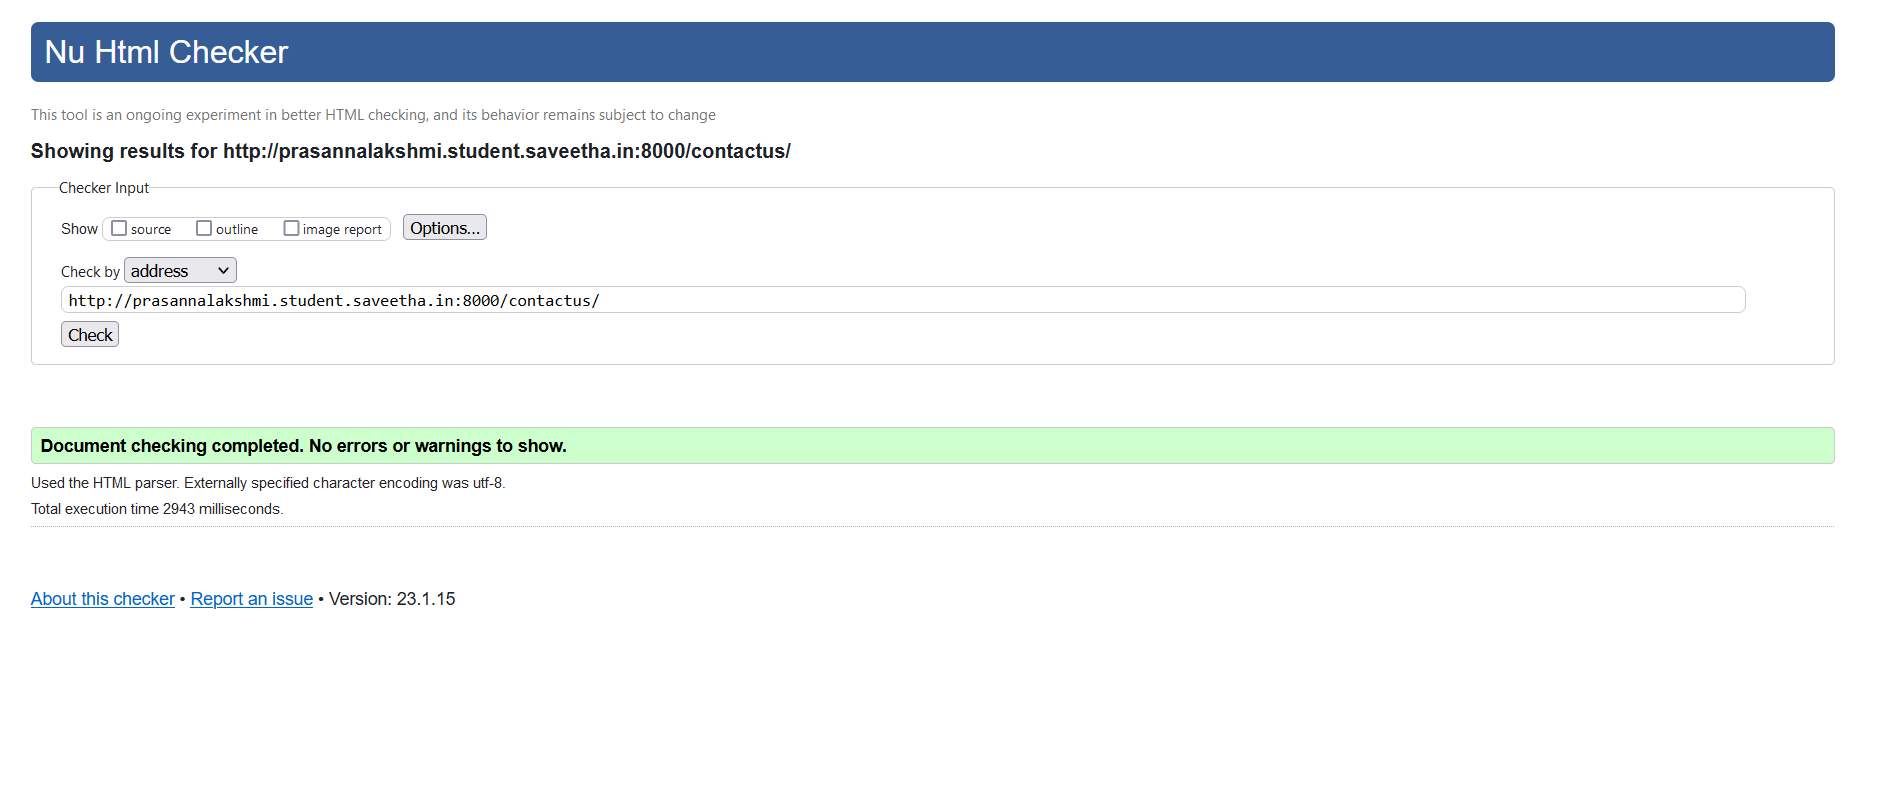 Nu Html Checker
This tool is an ongoing experiment in better HTML checking, and its behavior remains subject to change
Showing results for http://prasannalakshmi.student.saveetha.in:8000/contactus/
Checker Input
Show source outline image report Options...
Check by address
http://prasannalakshmi.student.saveetha.in:8000/contactus/
Check
Document checking completed. No errors or warnings to show.
Used the HTML parser. Externally specified character encoding was utf-8.
Total execution time 2943 milliseconds.
About this checker • Report an issue • Version: 23.1.15